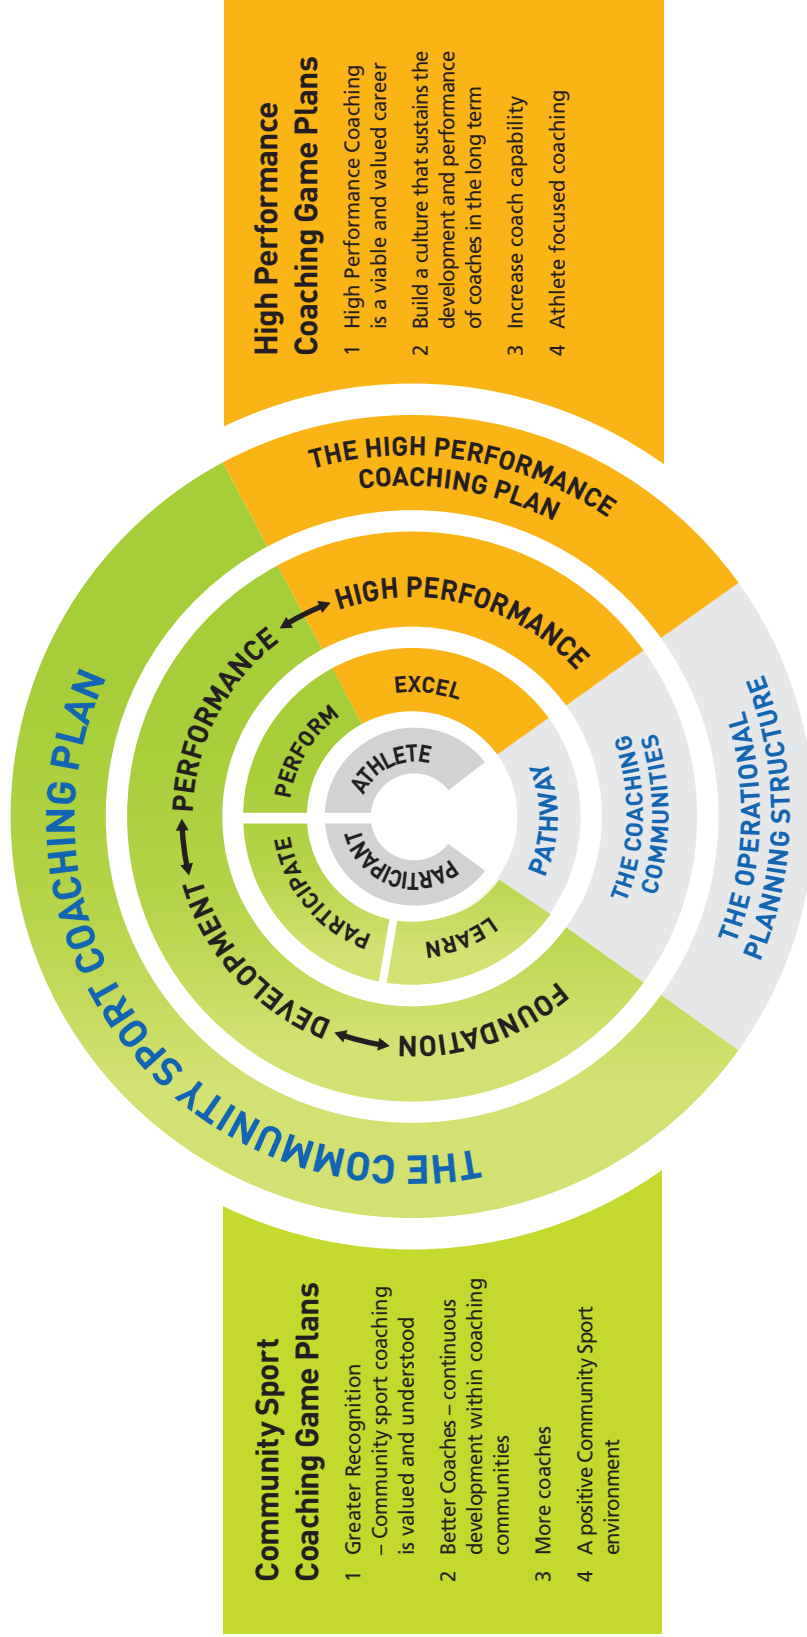 Community Sport
Coaching Game Plans
1 Greater Recognition
– Community sport coaching
is valued and understood
2 Better Coaches – continuous
development within coaching
communities
3 More coaches
4 A positive Community Sport
environment
THE COMMUNITY SPORT COACHING PLAN
THE HIGH PERFORMANCE
COACHING PLAN
FOUNDATION
DEVELOPMENT
PERFORMANCE
HIGH PERFORMANCE
LEARN
PARTICIPATE
PERFORM
EXCEL
PARTICIPANT
ATHLETE
PATHWAY
THE COACHING
COMMUNITIES
THE OPERATIONAL
PLANNING STRUCTURE
High Performance
Coaching Game Plans
1 High Performance Coaching
is a viable and valued career
2 Build a culture that sustains the
development and performance
of coaches in the long term
3 Increase coach capability
4 Athlete focused coaching